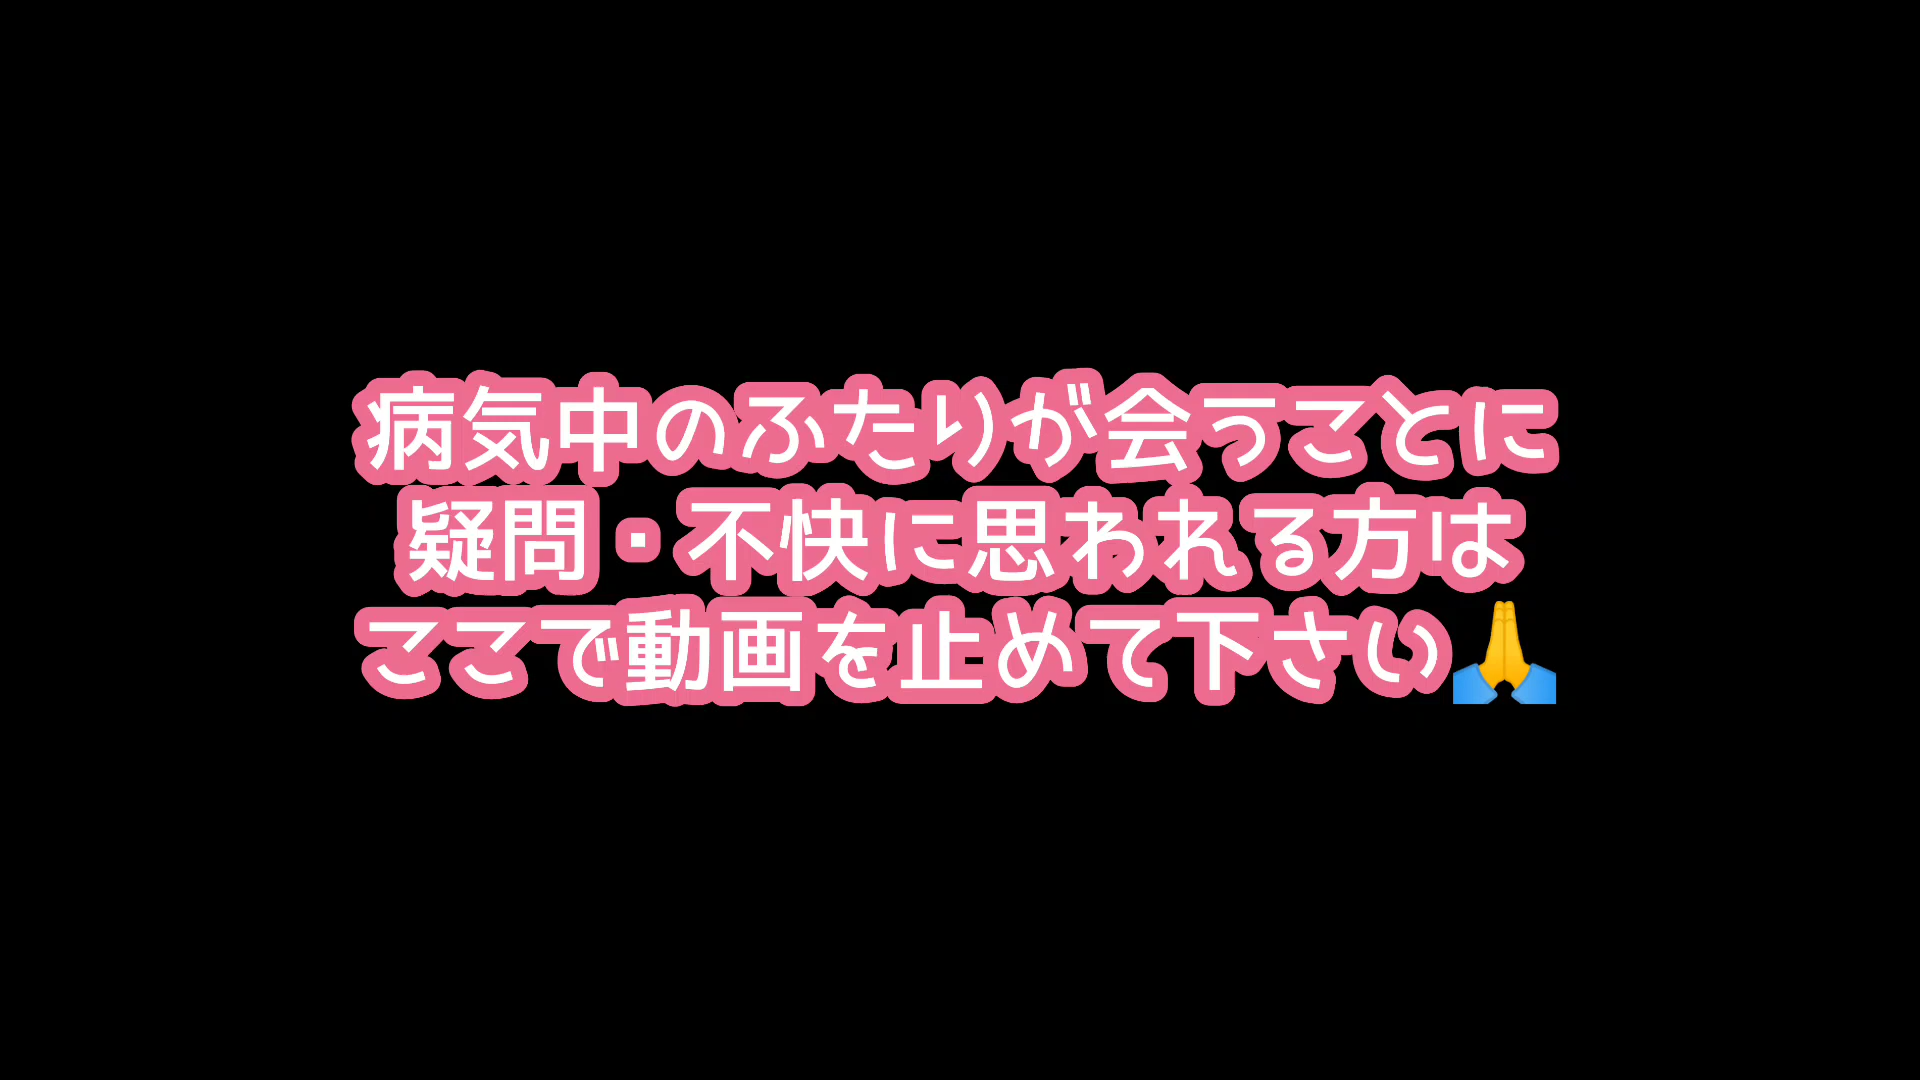 病気中のふたりが会うことに
疑問・不快に思われる方は
ここで動画を止めて下さい🙏